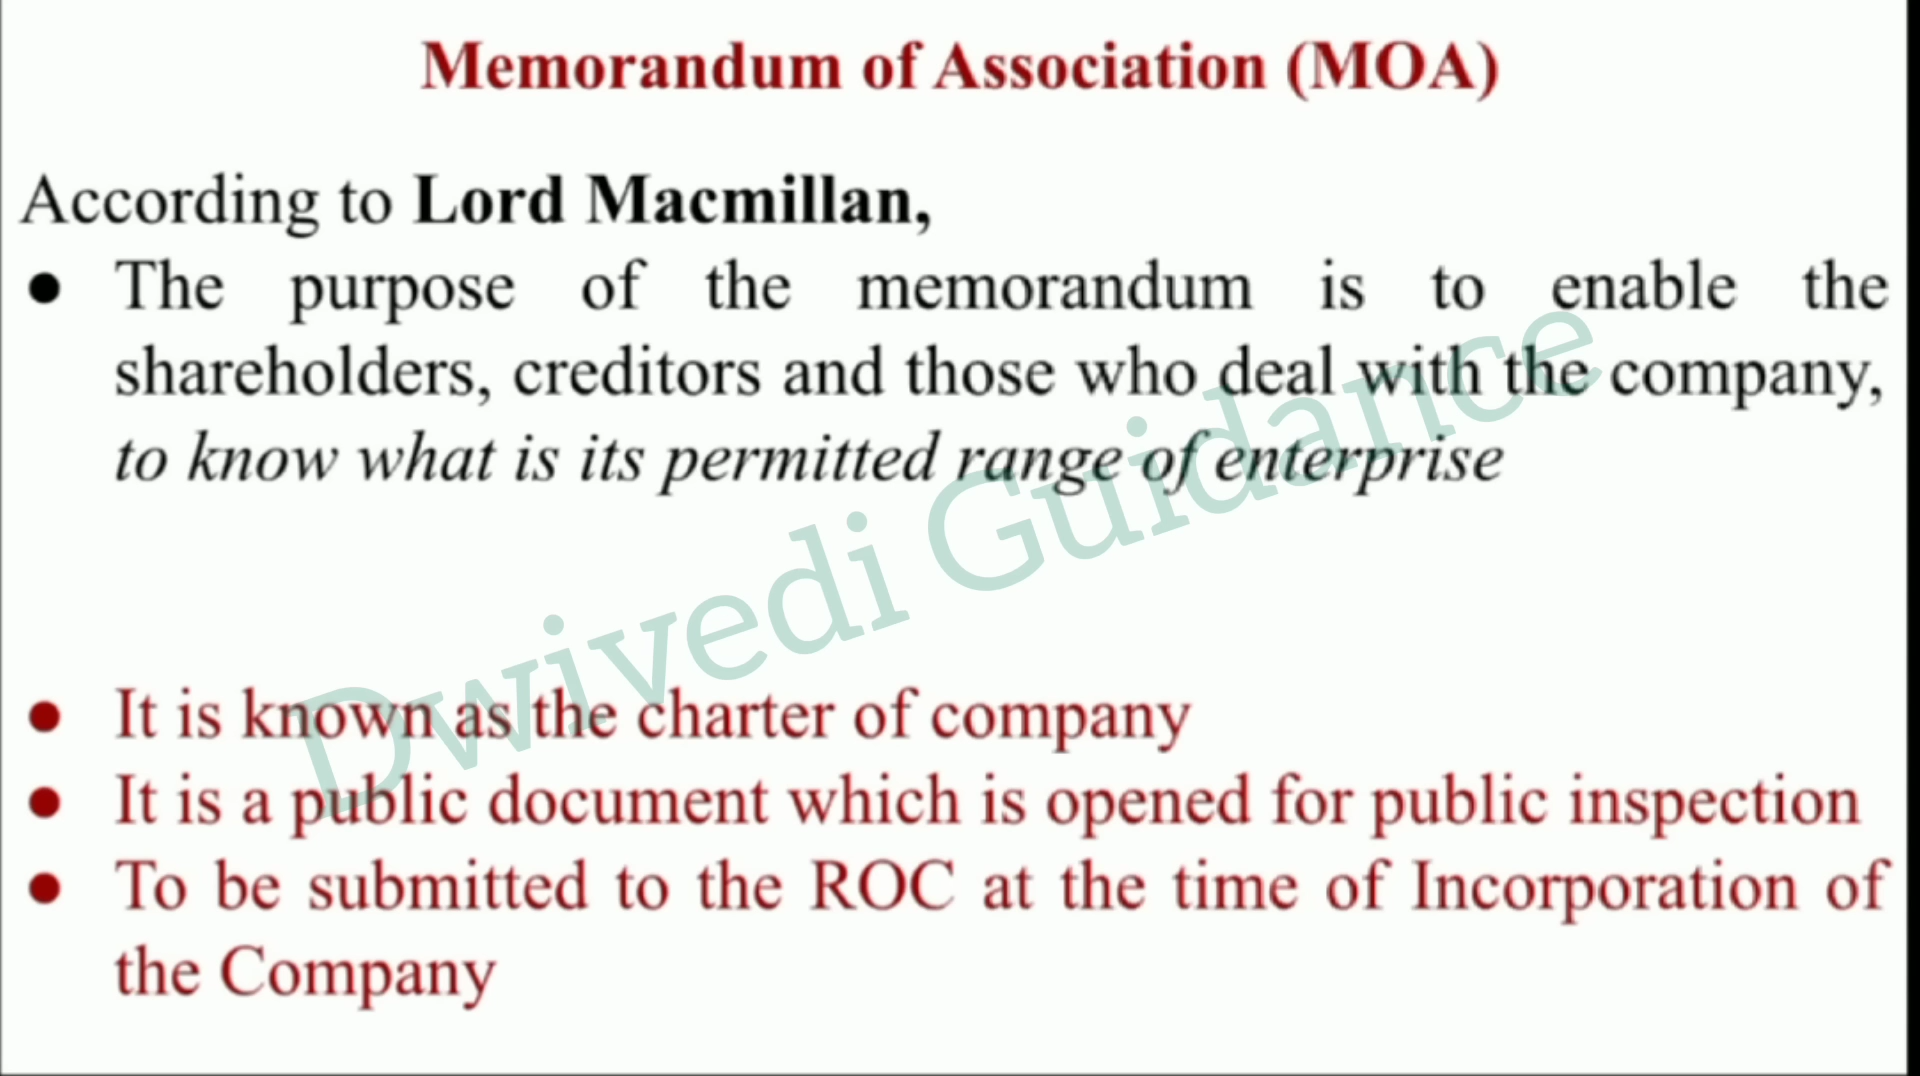 Memorandum of Association (MOA)
According to Lord Macmillan,
● The purpose of the memorandum is to enable the
shareholders, creditors and those who deal with the company,
to know what is its permitted range of enterprise
Dwivedi Guidance
● It is known as the charter of company
● It is a public document which is opened for public inspection
● To be submitted to the ROC at the time of Incorporation of
the Company